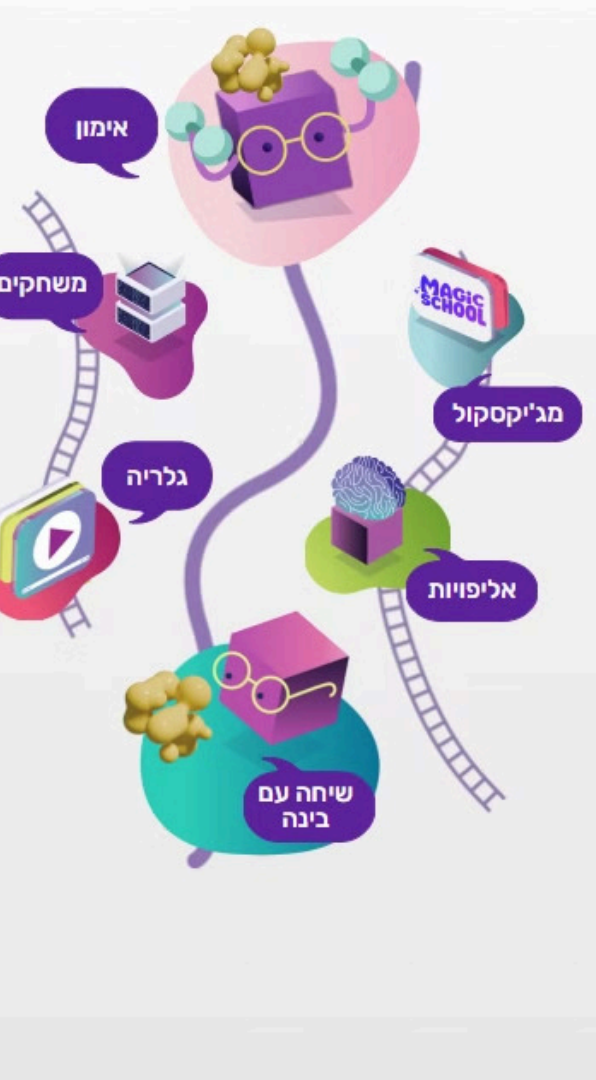 אימון
משחקים
MAGIC
SCHOOL
מג'יקסקול
גלריה
אליפויות
שיחה עם
בינה